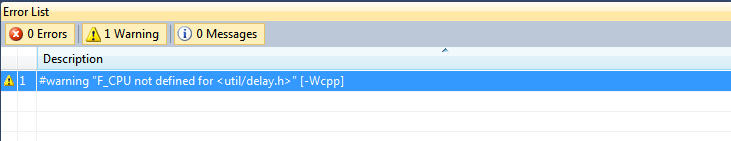 Error List
0 Errors
1 Warning
0 Messages
Description
1 #warning "F_CPU not defined for <util/delay.h>" [-Wcpp]